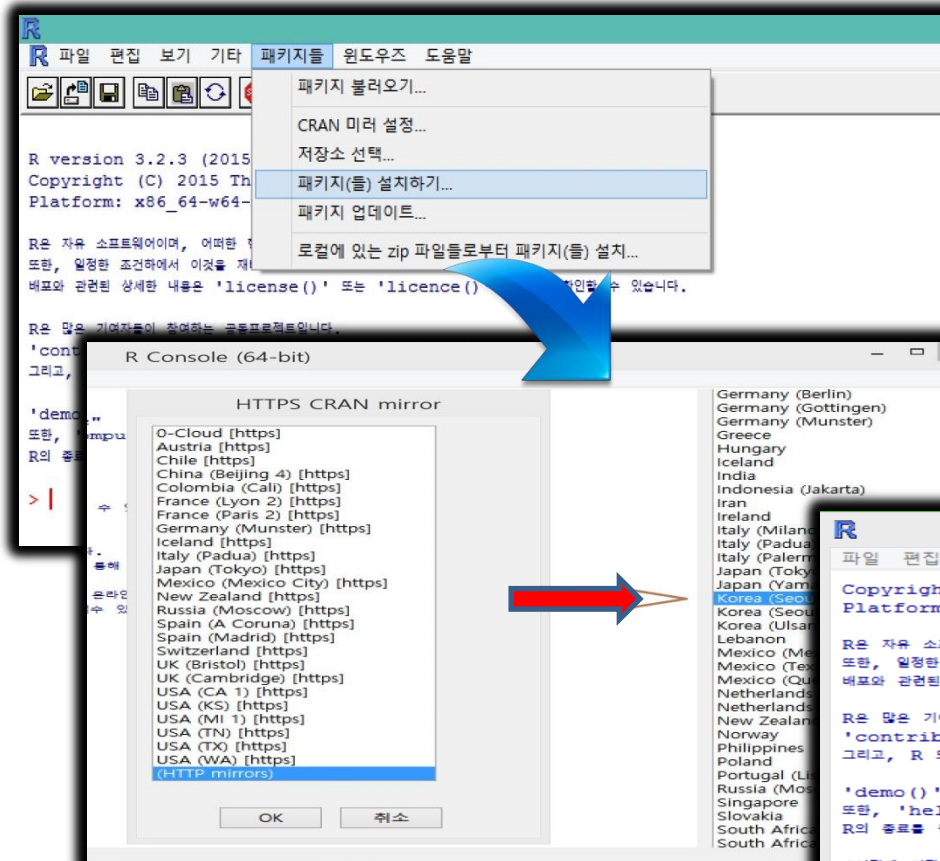 파일 편집 보기 기타 패키지들 윈도우즈 도움말
패키지 불러오기...
CRAN 미러 설정...
저장소 선택...
패키지(들) 설치하기...
패키지 업데이트...
로컬에 있는 zip 파일들로부터 패키지(들) 설치...
R version 3.2.3 (2015
Copyright (C) 2015 Th
Platform: x86_64-w64-
R은 자유 소프트웨어이며, 어떠한
또한, 일정한 조건하에서 이것을
배포와 관련된 상세한 내용은 'license()' 또는 'licence()' 확인할 수 있습니다.
R은 많은 기여자들이 참여하는 공동프로젝트입니다.
'cont
그리고,
'demo
또한,
R의
>
R Console (64-bit)
HTTPS CRAN mirror
0-Cloud [https]
Austria [https]
Chile [https]
China (Beijing 4) [https]
Colombia (Cali) [https]
France (Lyon 2) [https]
France (Paris 2) [https]
Germany (Munster) [https]
Iceland [https]
Italy (Padua) [https]
Japan (Tokyo) [https]
Mexico (Mexico City) [https]
New Zealand [https]
Russia (Moscow) [https]
Spain (A Coruna) [https]
Spain (Madrid) [https]
Switzerland [https]
UK (Bristol) [https]
UK (Cambridge) [https]
USA (CA 1) [https]
USA (KS) [https]
USA (MI 1) [https]
USA (TN) [https]
USA (TX) [https]
USA (WA) [https]
(HTTP mirrors)
OK 취소
Germany (Berlin)
Germany (Gottingen)
Germany (Munster)
Greece
Hungary
Iceland
India
Indonesia (Jakarta)
Iran
Ireland
Italy (Milano
Italy (Padua)
Italy (Palerm
Japan (Toky
Japan (Yam
Korea (Seou
Korea (Seou
Korea (Ulsan
Lebanon
Mexico (Me
Mexico (Tex
Mexico (Qu
Netherlands
Netherlands
New Zealan
Norway
Philippines
Poland
Portugal (Lis
Russia (Mos
Singapore
Slovakia
South Africa
South Africa
파일 편집
Copyrigh
Platform
R은 자유 소
또한, 일정한
배포와 관련된
R은 많은 기여
'contrib
그리고, R
'demo()'
또한, 'hel
R의 종료를